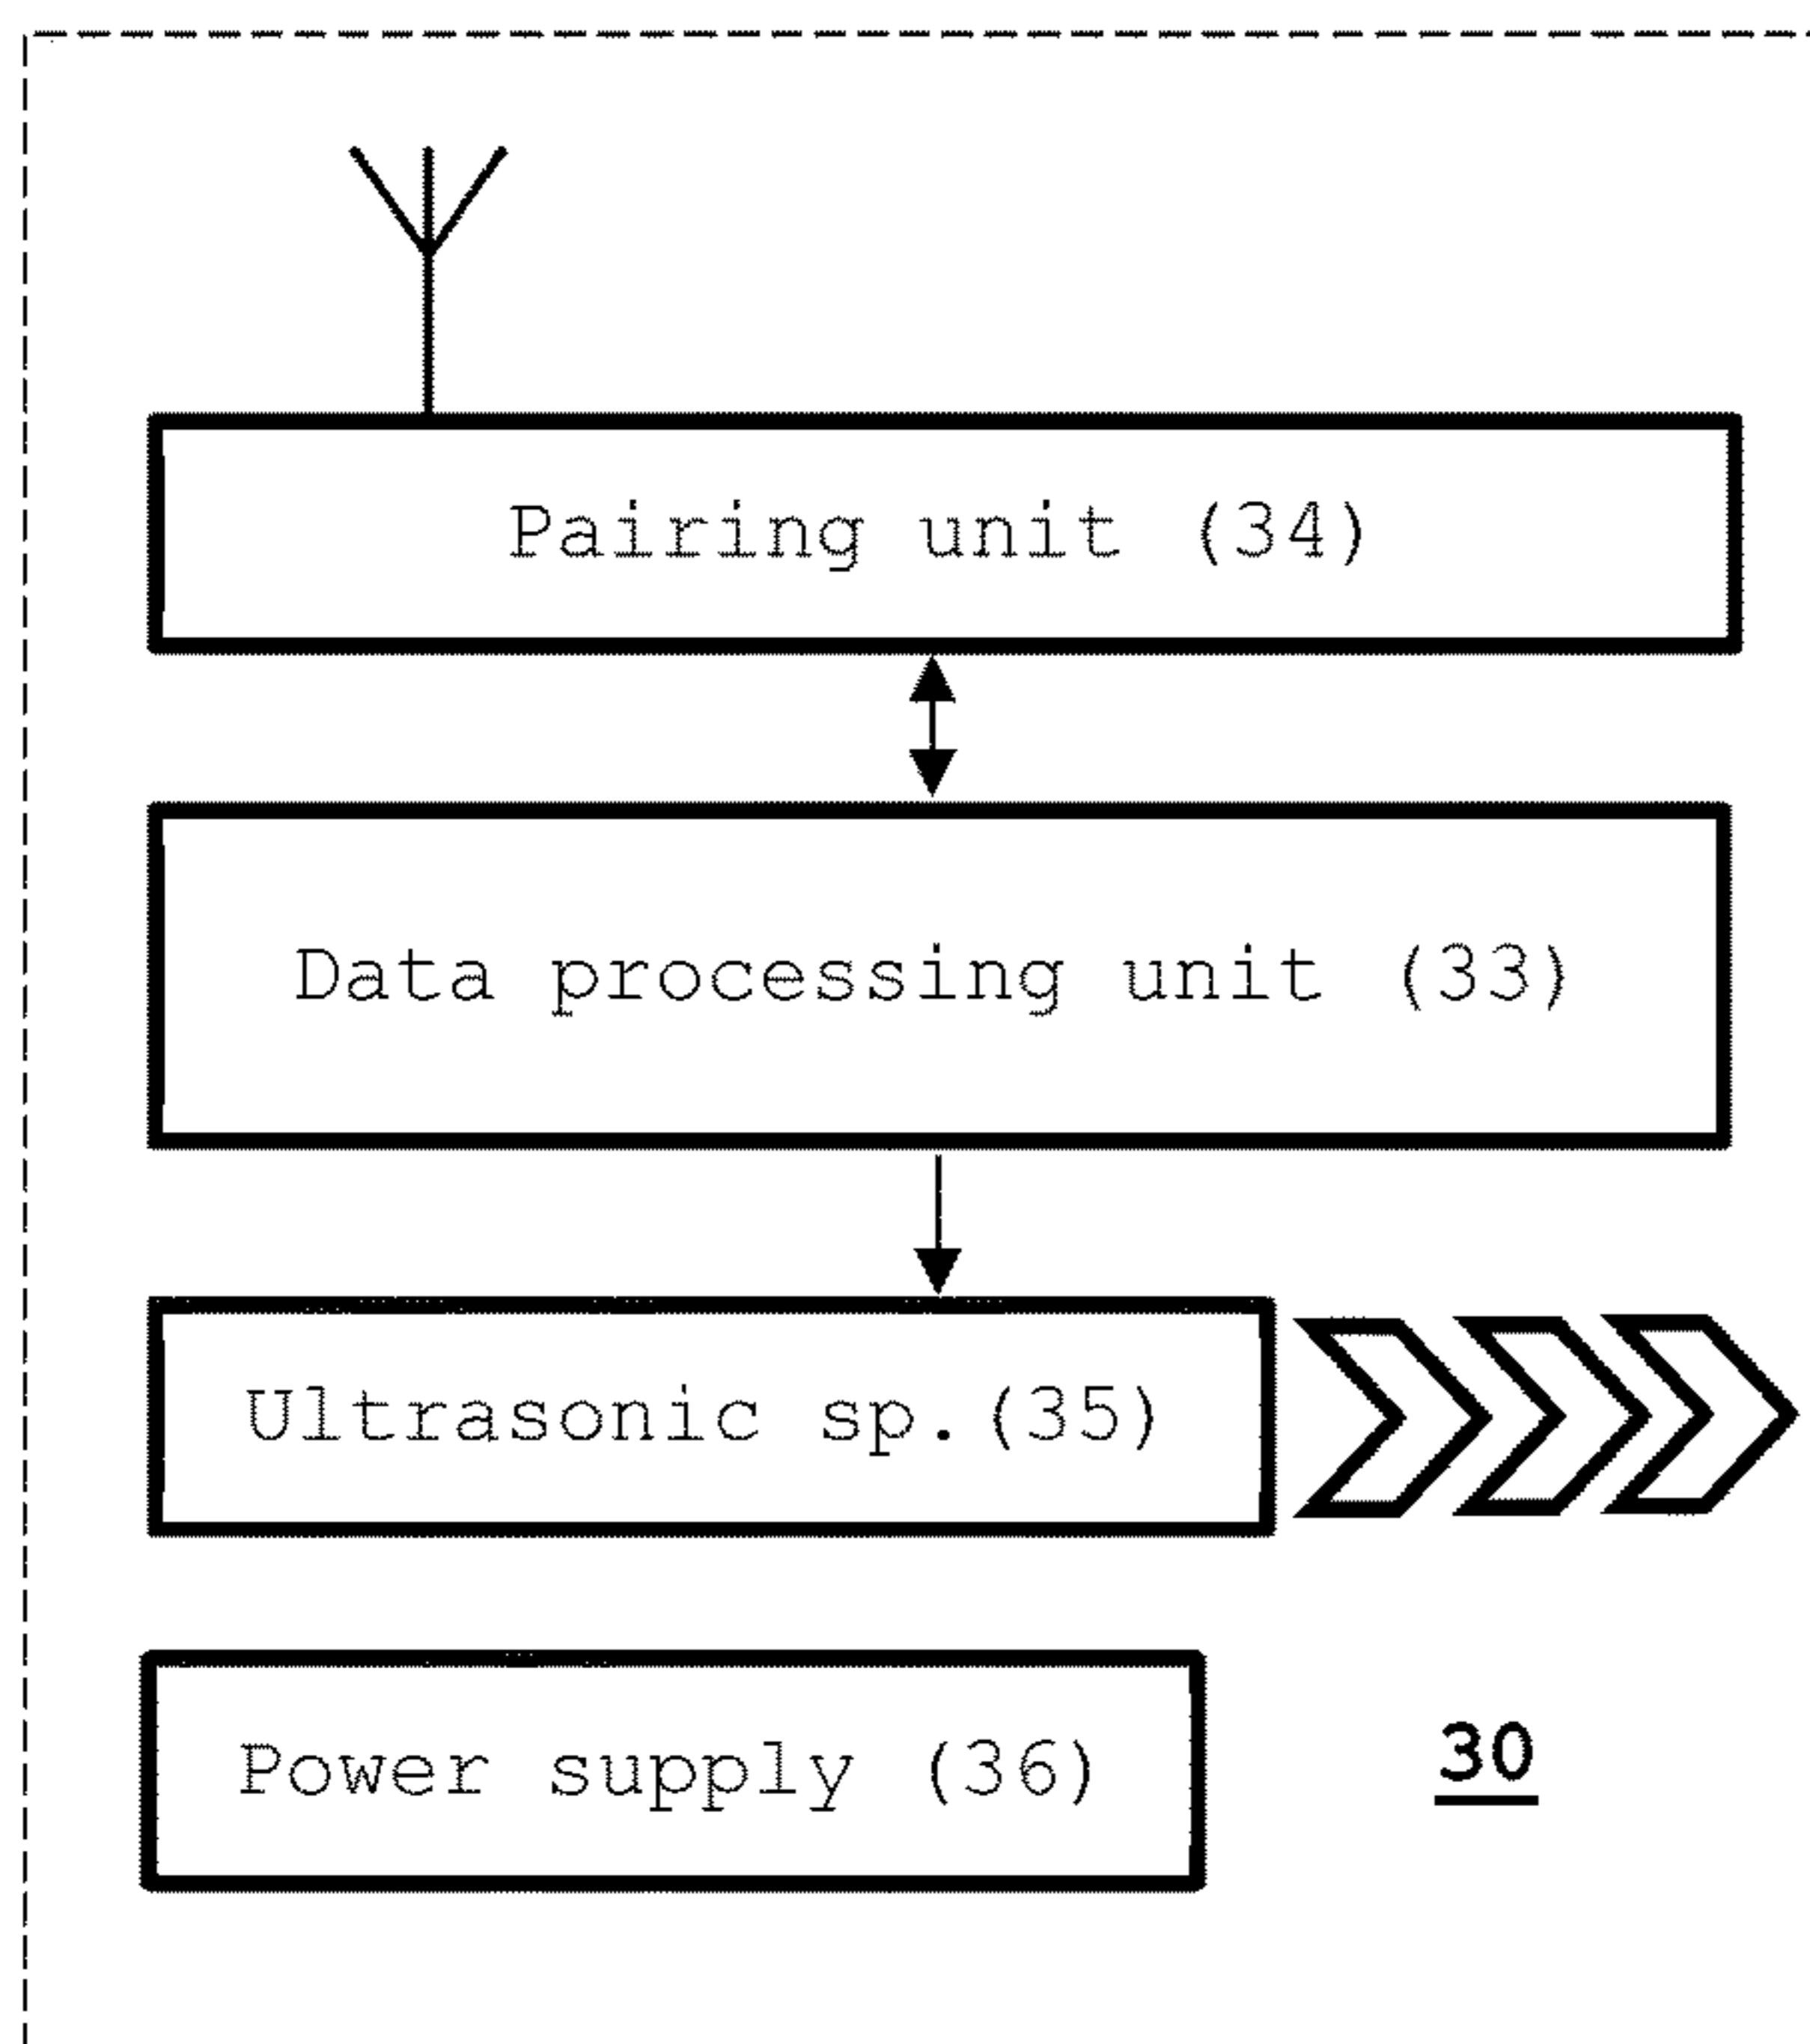 Pairing unit (34)
Data processing unit (33)
Ultrasonic sp.(35)
Power supply (36)
30